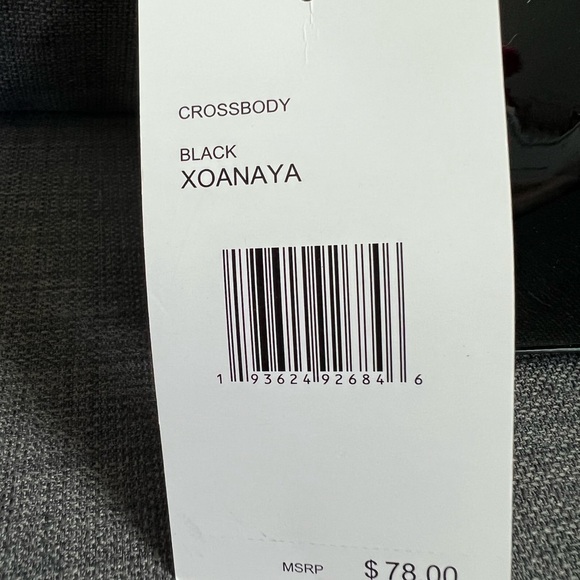 CROSSBODY
BLACK
XOANAYA
1 93624 92684 6
MSRP $78.00